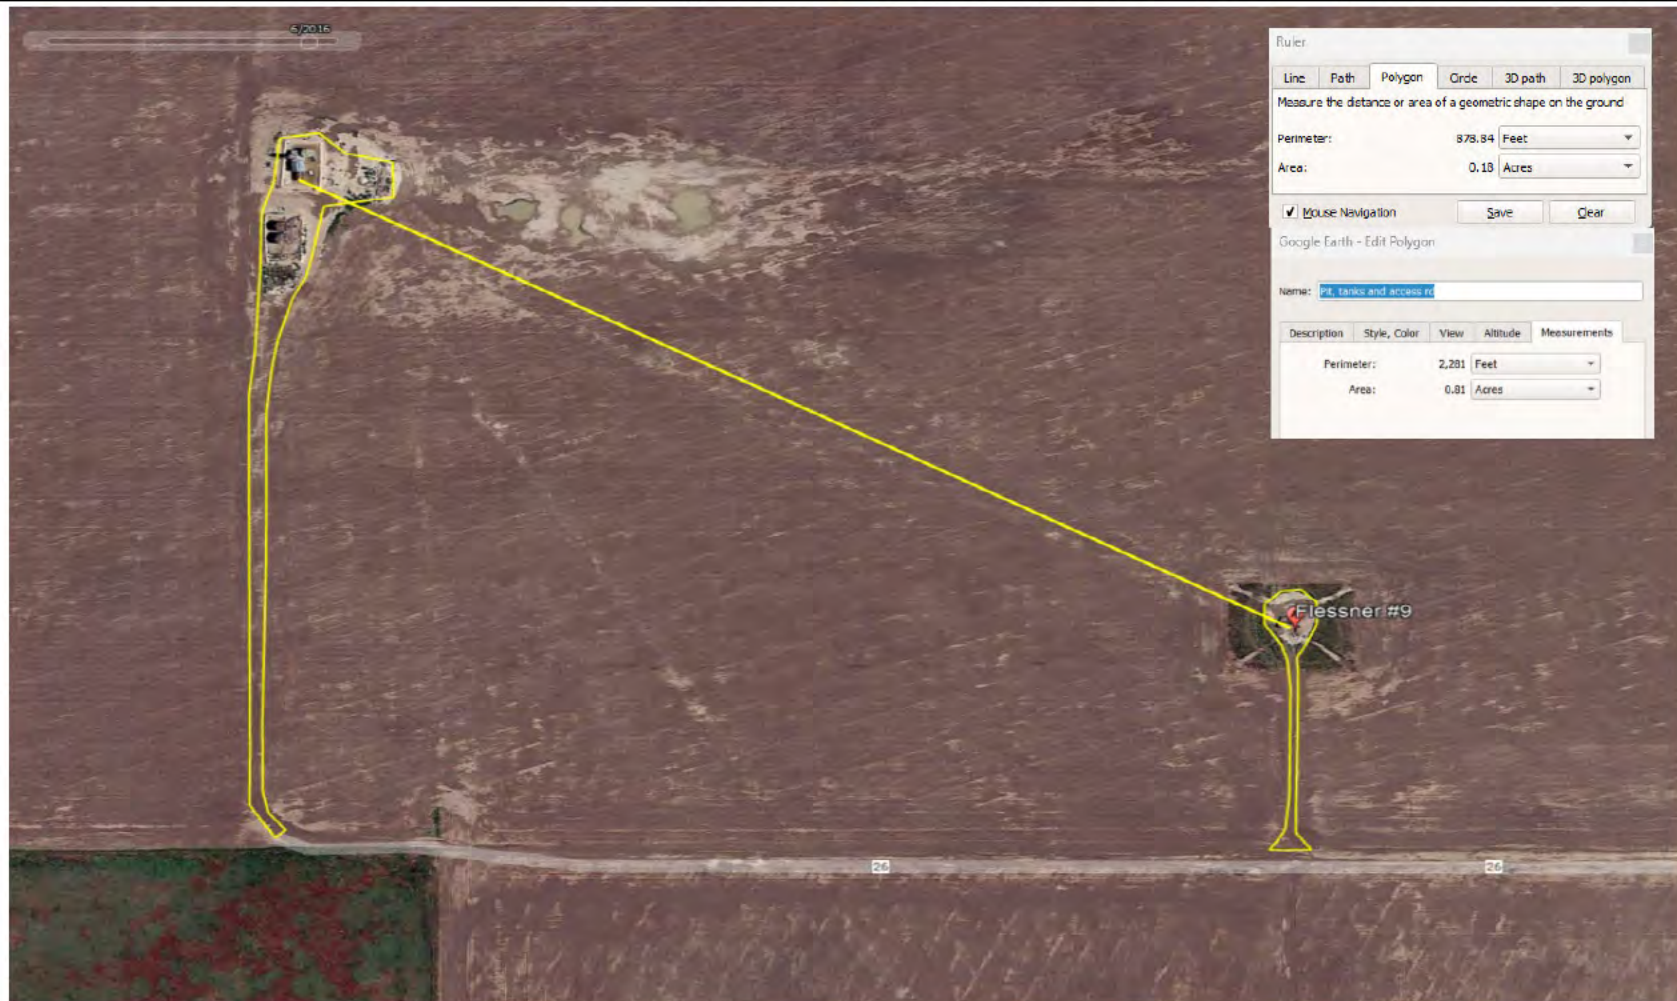 6/2016
Ruler
Line Path Polygon Circle 3D path 3D polygon
Measure the distance or area of a geometric shape on the ground
Perimeter: 878.84 Feet
Area: 0.18 Acres
Mouse Navigation Save Clear
Google Earth - Edit Polygon
Name: Pit, tanks and access rd
Description Style, Color View Altitude Measurements
Perimeter: 2,281 Feet
Area: 0.81 Acres
Flessner #9
26 26